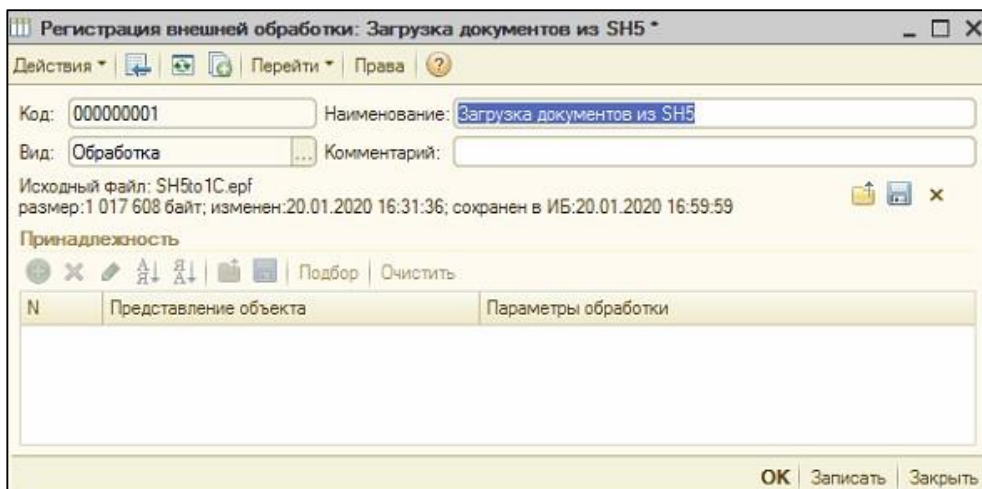 Регистрация внешней обработки: Загрузка документов из SH5 *
Действия Перейти Права ?
Код: 000000001 Наименование: Загрузка документов из SH5
Вид: Обработка ... Комментарий:
Исходный файл: SH5to1C.epf
размер:1 017 608 байт; изменен:20.01.2020 16:31:36; сохранен в ИБ:20.01.2020 16:59:59
Принадлежность
Подбор Очистить
N Представление объекта Параметры обработки
OK Записать Закрыть